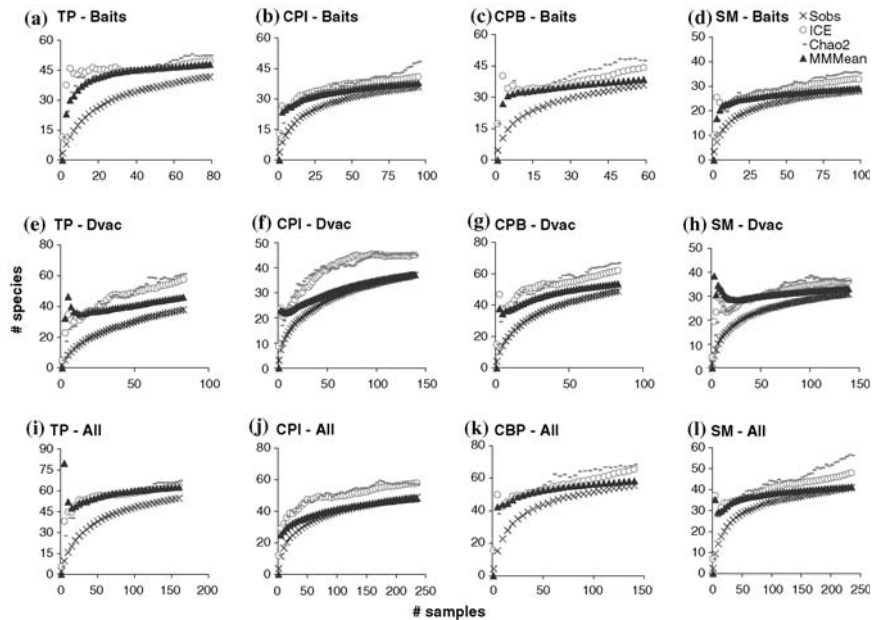 (a) TP - Baits
(b) CPI - Baits
(c) CPB - Baits
(d) SM - Baits
× Sobs
○ ICE
- Chao2
▲ MMMean
60
45
30
15
0
0 20 40 60 80
60
45
30
15
0
0 25 50 75 100
60
45
30
15
0
0 15 30 45 60
50
40
30
20
10
0
0 25 50 75 100
(e) TP - Dvac
(f) CPI - Dvac
(g) CPB - Dvac
(h) SM - Dvac
# species
80
60
40
20
0
0 50 100
50
40
30
20
10
0
0 50 100 150
80
60
40
20
0
0 50 100
50
40
30
20
10
0
0 50 100 150
(i) TP - All
(j) CPI - All
(k) CBP - All
(l) SM - All
90
75
60
45
30
15
0
0 50 100 150 200
80
60
40
20
0
0 50 100 150 200 250
80
60
40
20
0
0 50 100 150
60
50
40
30
20
10
0
0 50 100 150 200 250
# samples